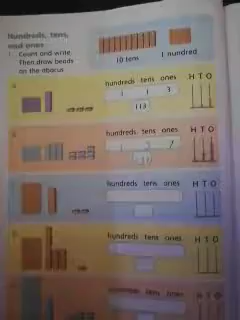 Hundreds, tens,
and ones
1. Count and write
Then draw beads
on the abacus
10 tens
1 hundred
hundreds tens ones
H T O
1 1 3
113
hundreds tens ones
H T O
1
hundreds tens ones
H T O
hundreds tens ones
H T O
hundreds tens ones
H T O